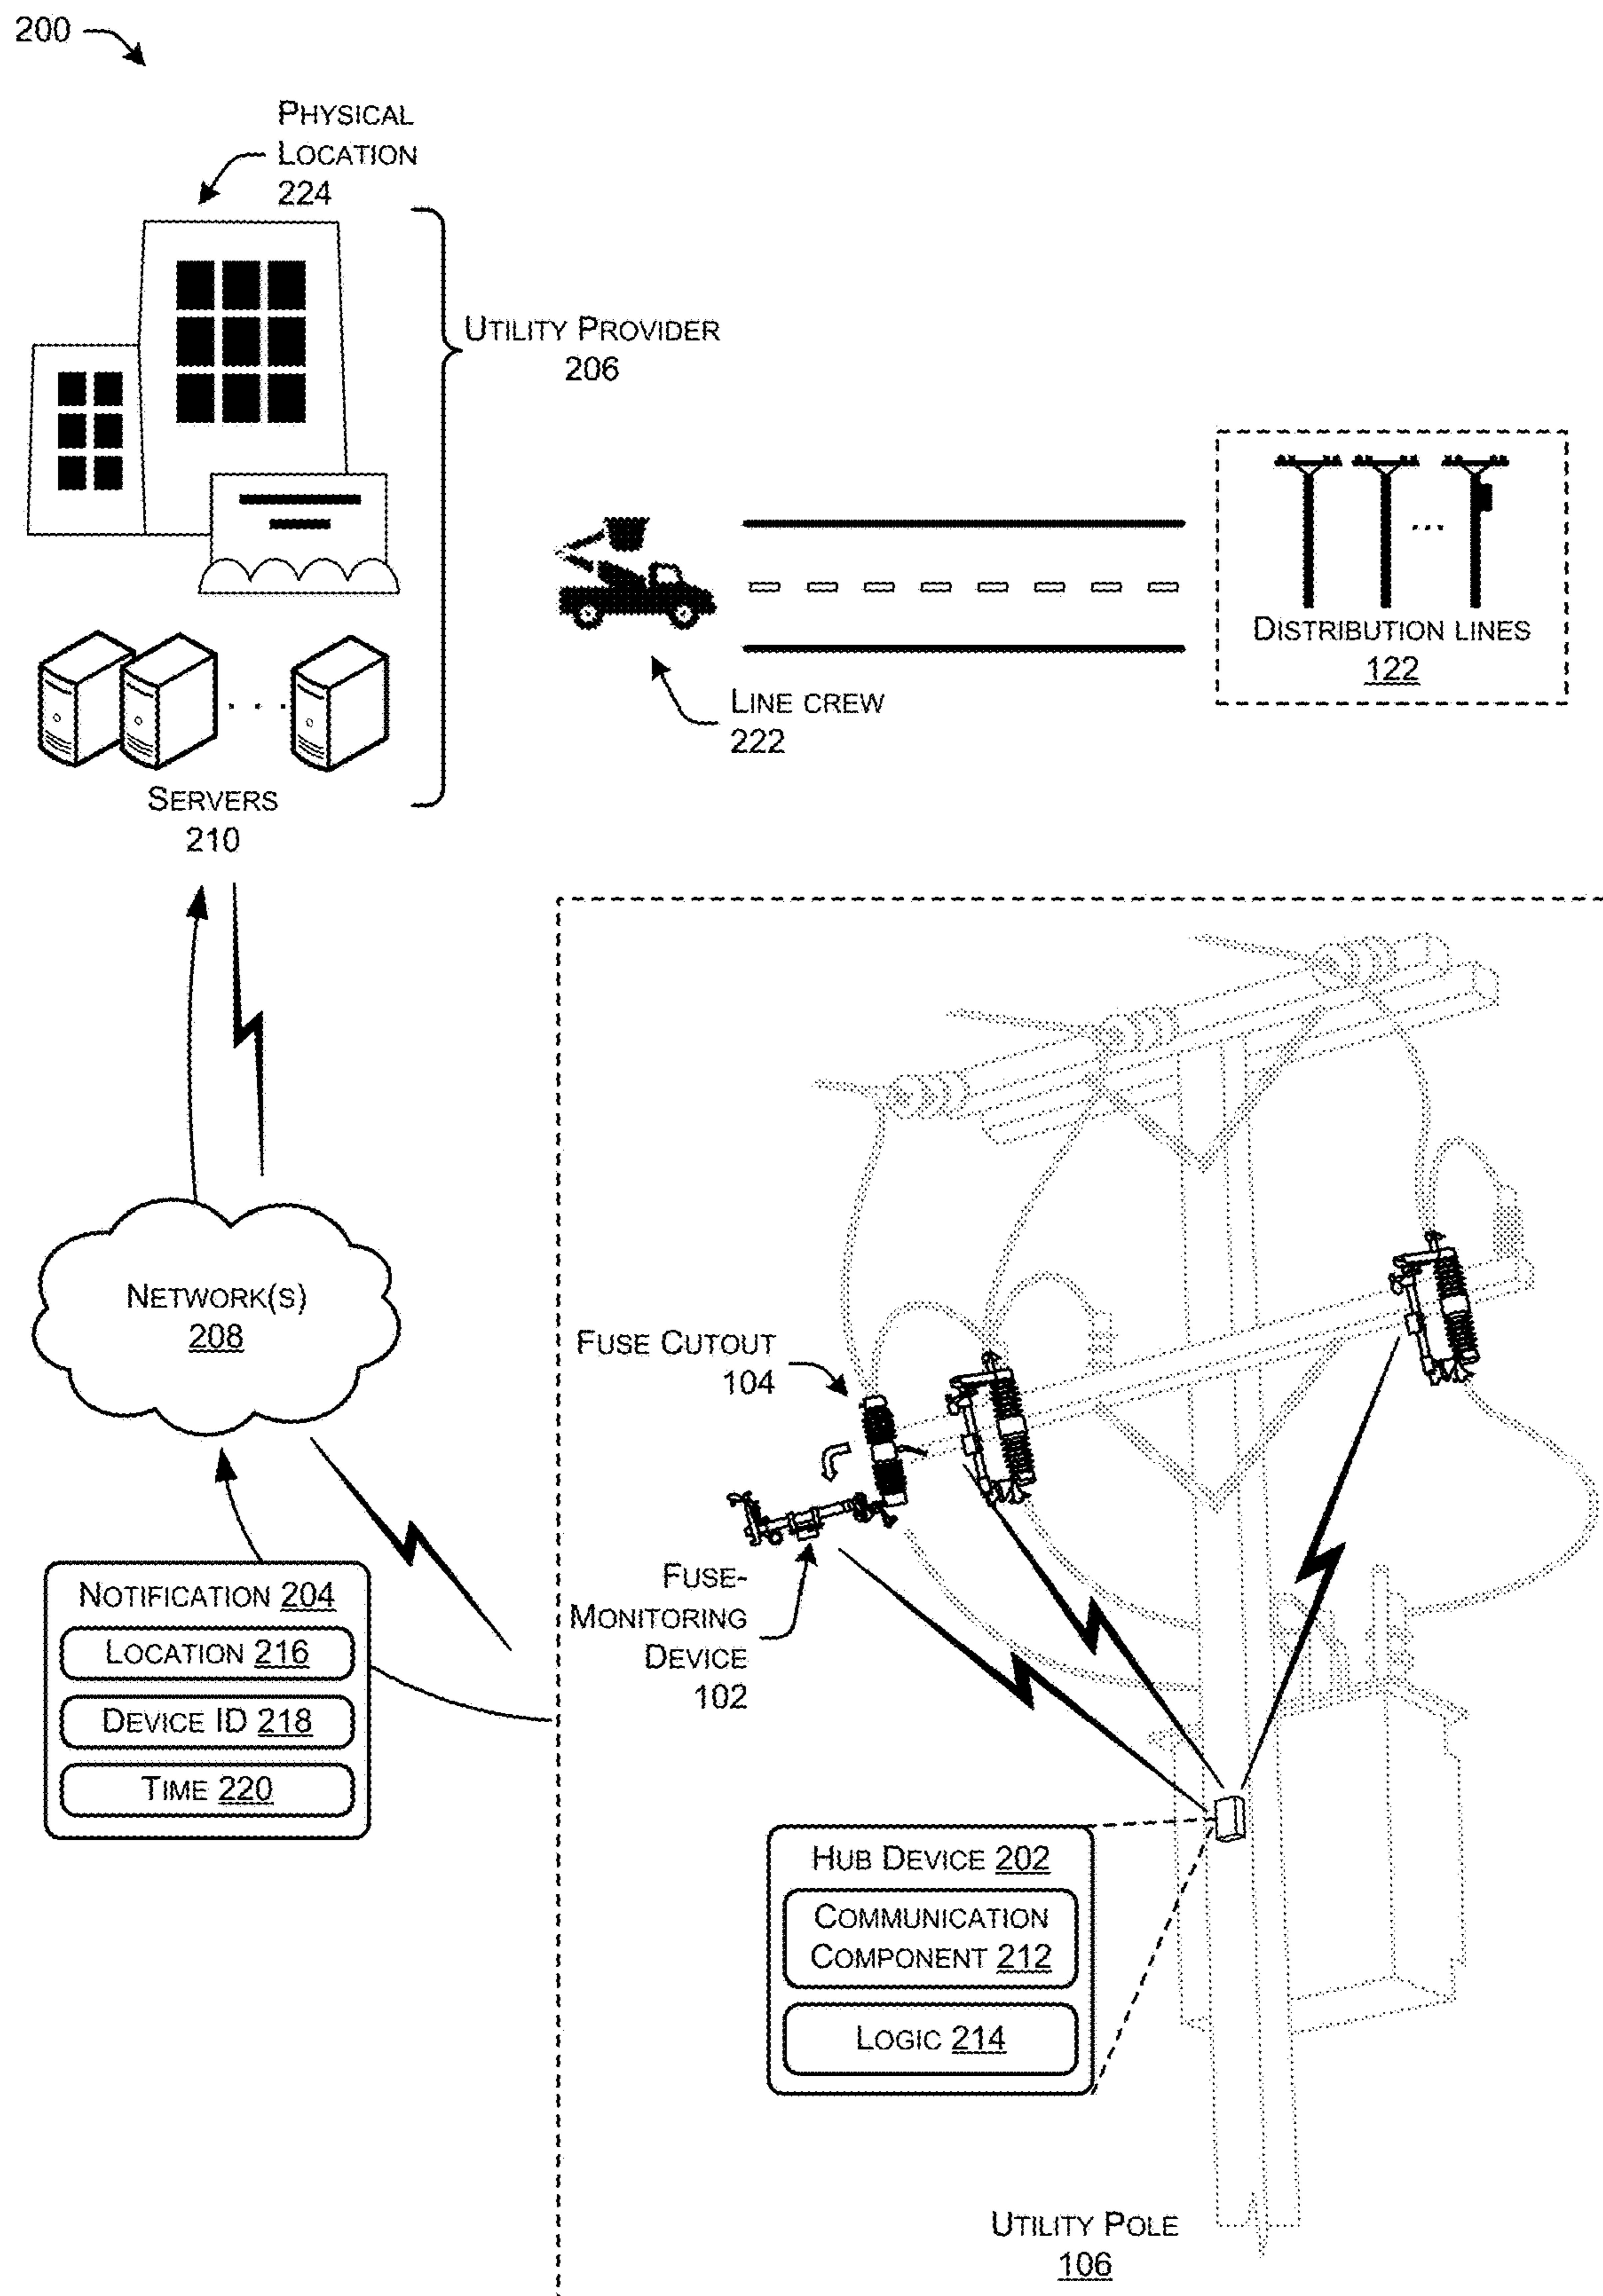 200
PHYSICAL
LOCATION
224
UTILITY PROVIDER
206
DISTRIBUTION LINES
122
LINE CREW
222
SERVERS
210
NETWORK(S)
208
FUSE CUTOUT
104
FUSE-
MONITORING
DEVICE
102
NOTIFICATION 204
LOCATION 216
DEVICE ID 218
TIME 220
HUB DEVICE 202
COMMUNICATION
COMPONENT 212
LOGIC 214
UTILITY POLE
106